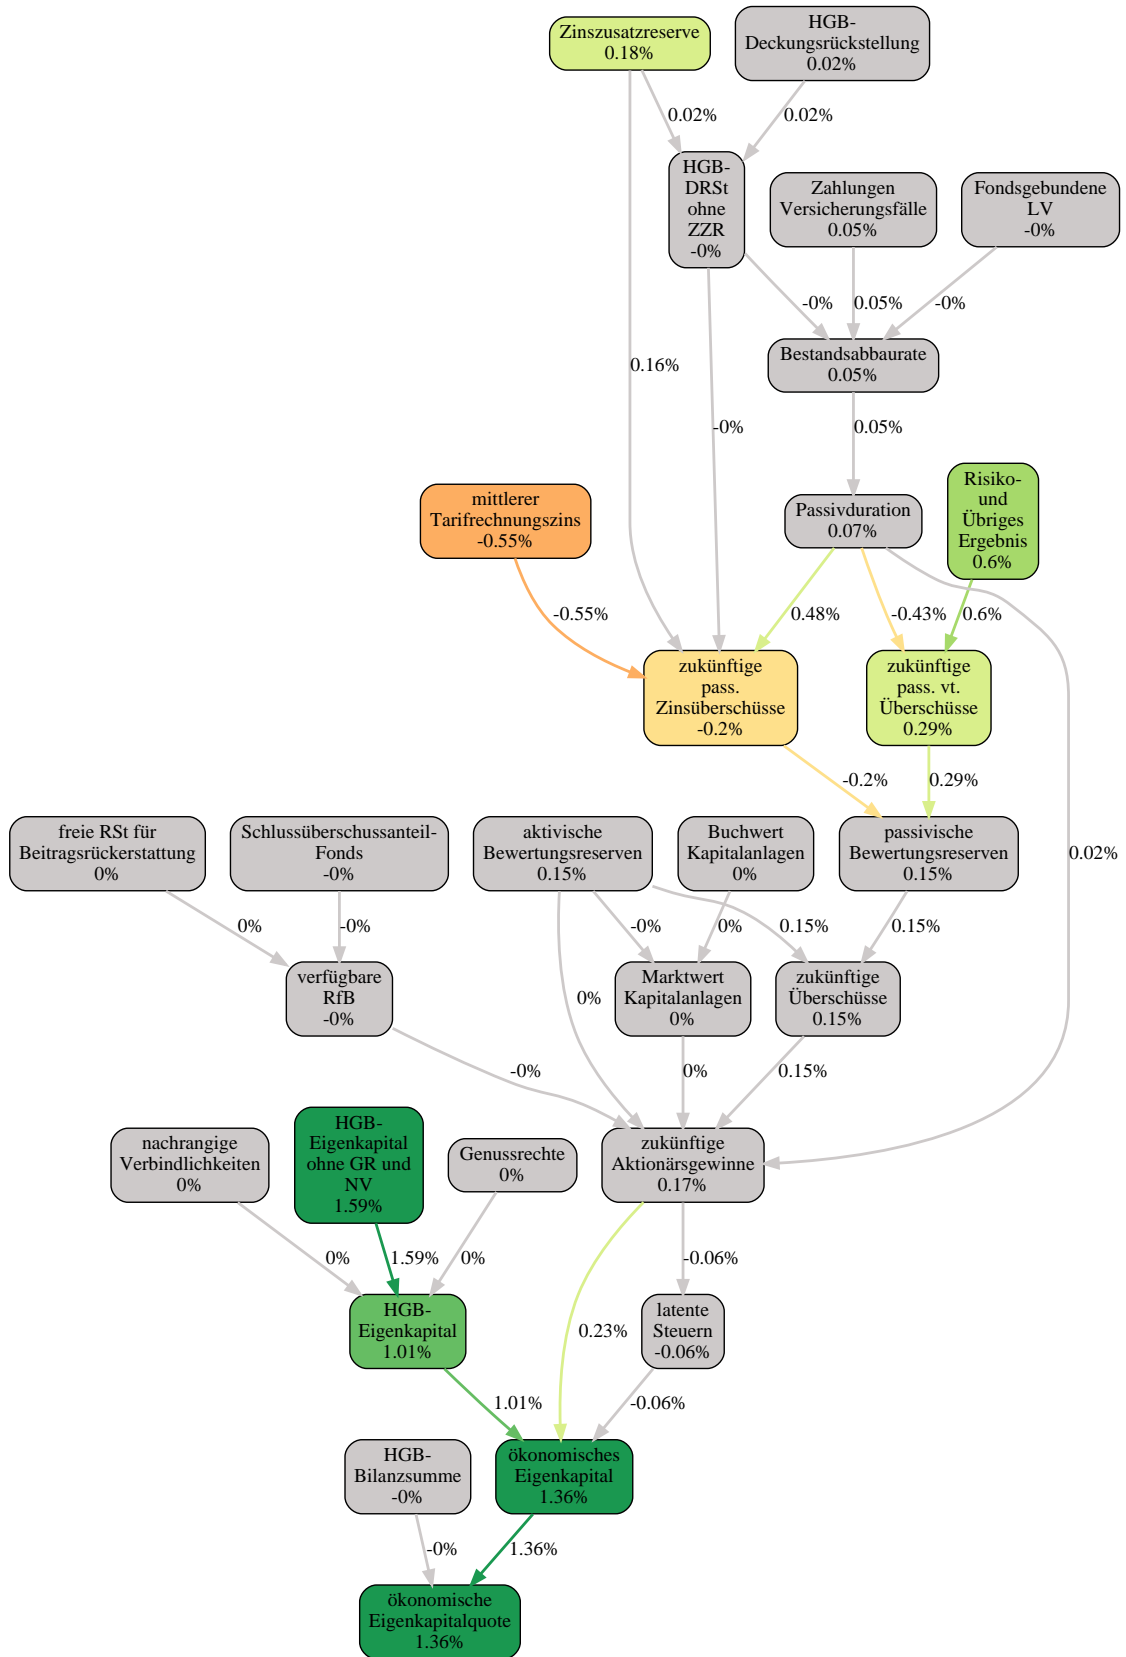 Zinszusatzreserve
0.18%
HGB-
Deckungsrückstellung
0.02%
0.02%
0.02%
HGB-
DRSt
ohne
ZZR
-0%
Zahlungen
Versicherungsfälle
0.05%
Fondsgebundene
LV
-0%
-0%
0.05%
-0%
Bestandsabbaurate
0.05%
0.16%
-0%
0.05%
mittlerer
Tarifrechnungszins
-0.55%
Passivduration
0.07%
Risiko-
und
Übriges
Ergebnis
0.6%
-0.55%
0.48%
-0.43%
0.6%
zukünftige
pass.
Zinsüberschüsse
-0.2%
zukünftige
pass. vt.
Überschüsse
0.29%
-0.2%
0.29%
freie RSt für
Beitragsrückerstattung
0%
Schlussüberschussanteil-
Fonds
-0%
aktivische
Bewertungsreserven
0.15%
Buchwert
Kapitalanlagen
0%
passivische
Bewertungsreserven
0.15%
0.02%
0%
-0%
-0%
0%
0.15%
0.15%
verfügbare
RfB
-0%
0%
Marktwert
Kapitalanlagen
0%
zukünftige
Überschüsse
0.15%
-0%
0%
0.15%
nachrangige
Verbindlichkeiten
0%
HGB-
Eigenkapital
ohne GR und
NV
1.59%
Genussrechte
0%
zukünftige
Aktionärsgewinne
0.17%
0%
1.59%
0%
-0.06%
HGB-
Eigenkapital
1.01%
0.23%
latente
Steuern
-0.06%
1.01%
-0.06%
HGB-
Bilanzsumme
-0%
ökonomisches
Eigenkapital
1.36%
-0%
1.36%
ökonomische
Eigenkapitalquote
1.36%